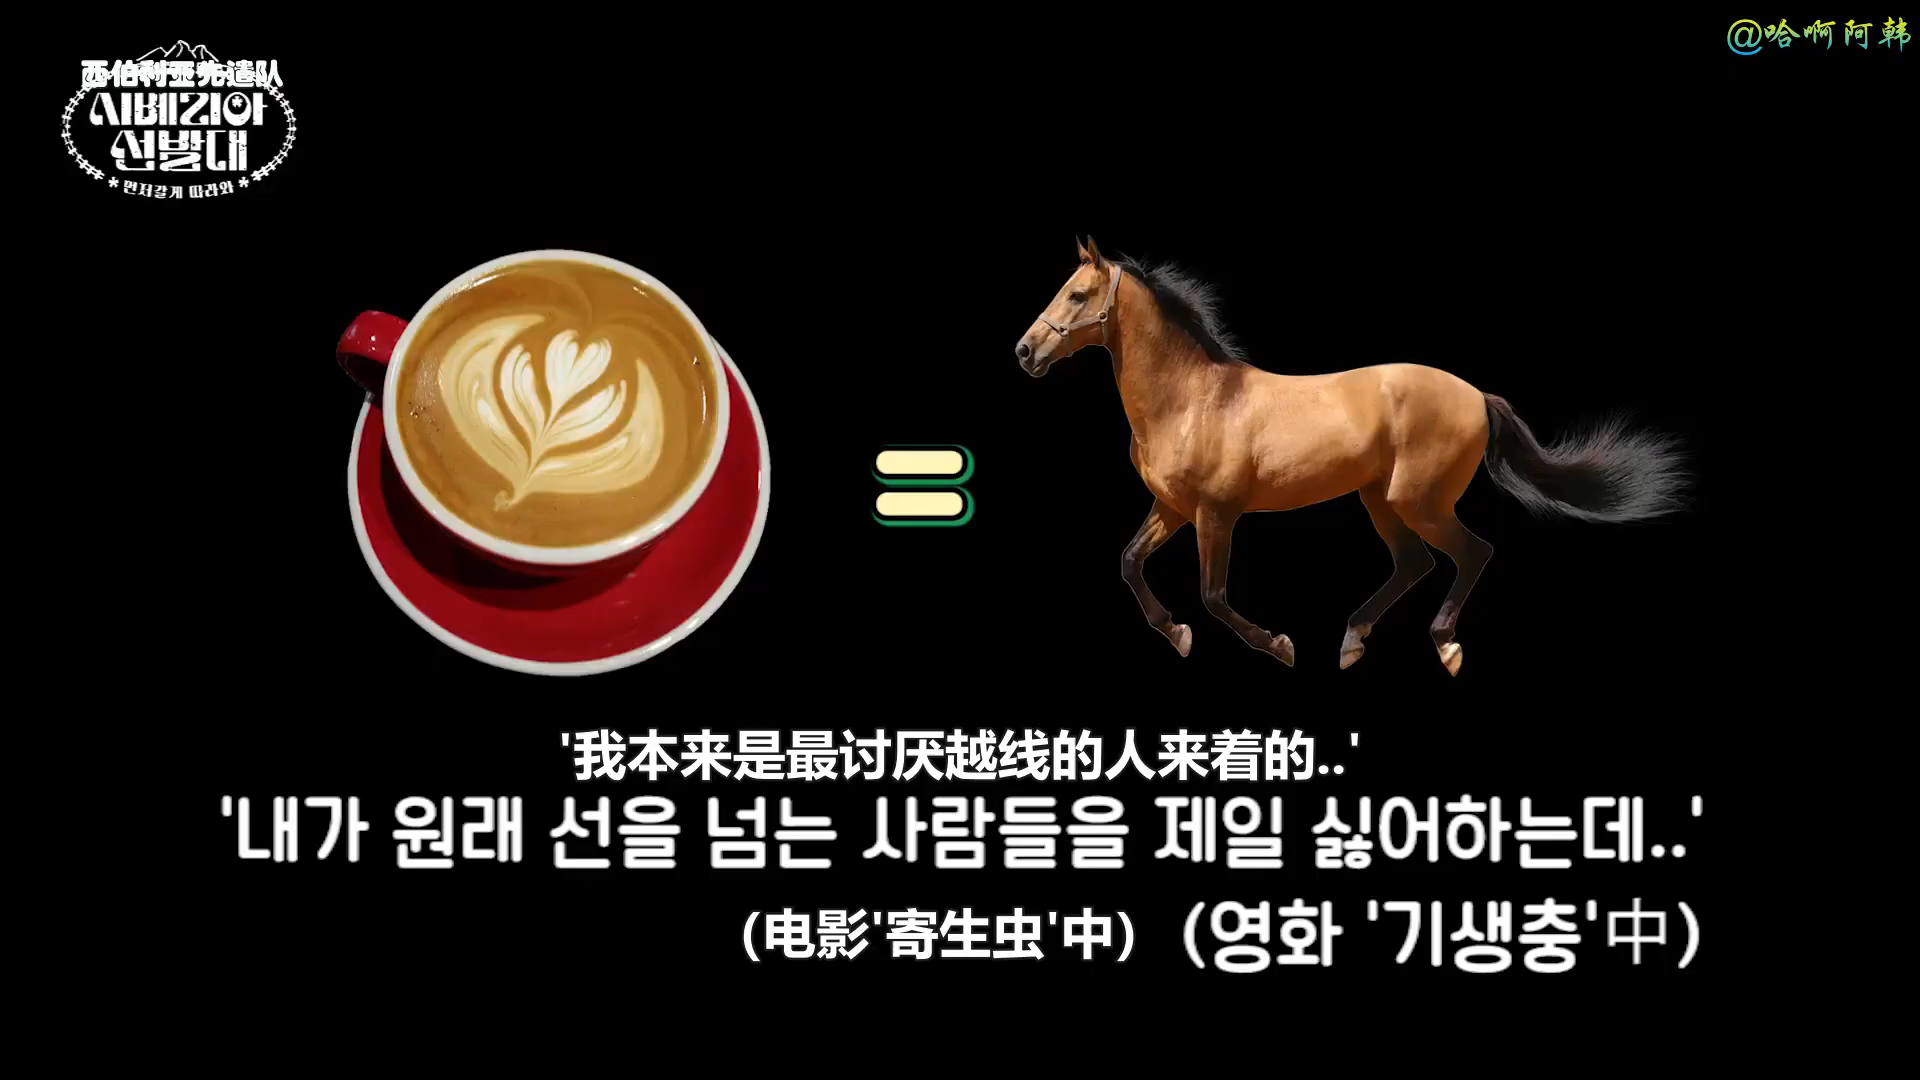 @哈啊阿韩
西伯利亚先遣队
시베리아
선발대
*먼저갈게 따라와*
'我本来是最讨厌越线的人来着的..'
'내가 원래 선을 넘는 사람들을 제일 싫어하는데..'
(电影'寄生虫'中) (영화 '기생충'中)